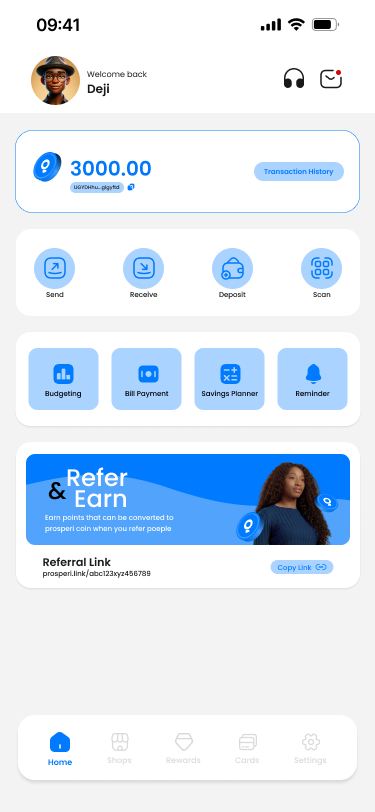 09:41
Welcome back
Deji
3000.00
Transaction History
Send
Receive
Deposit
Scan
Budgeting
Bill Payment
Savings Planner
Reminder
Refer
& Earn
Earn points that can be converted to
prosperi coin when you refer poeple
Referral Link
prosperi.link/abc123xyz456789
Copy Link
Home
Shops
Rewards
Cards
Settings